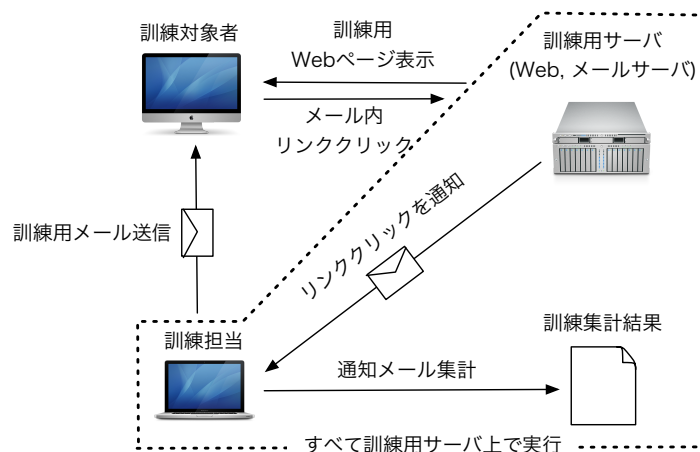 訓練対象者
訓練用
Webページ表示
訓練用サーバ
(Web, メールサーバ)
メール内
リンククリック
訓練用メール送信
リンククリックを通知
訓練担当
通知メール集計
訓練集計結果
すべて訓練用サーバ上で実行